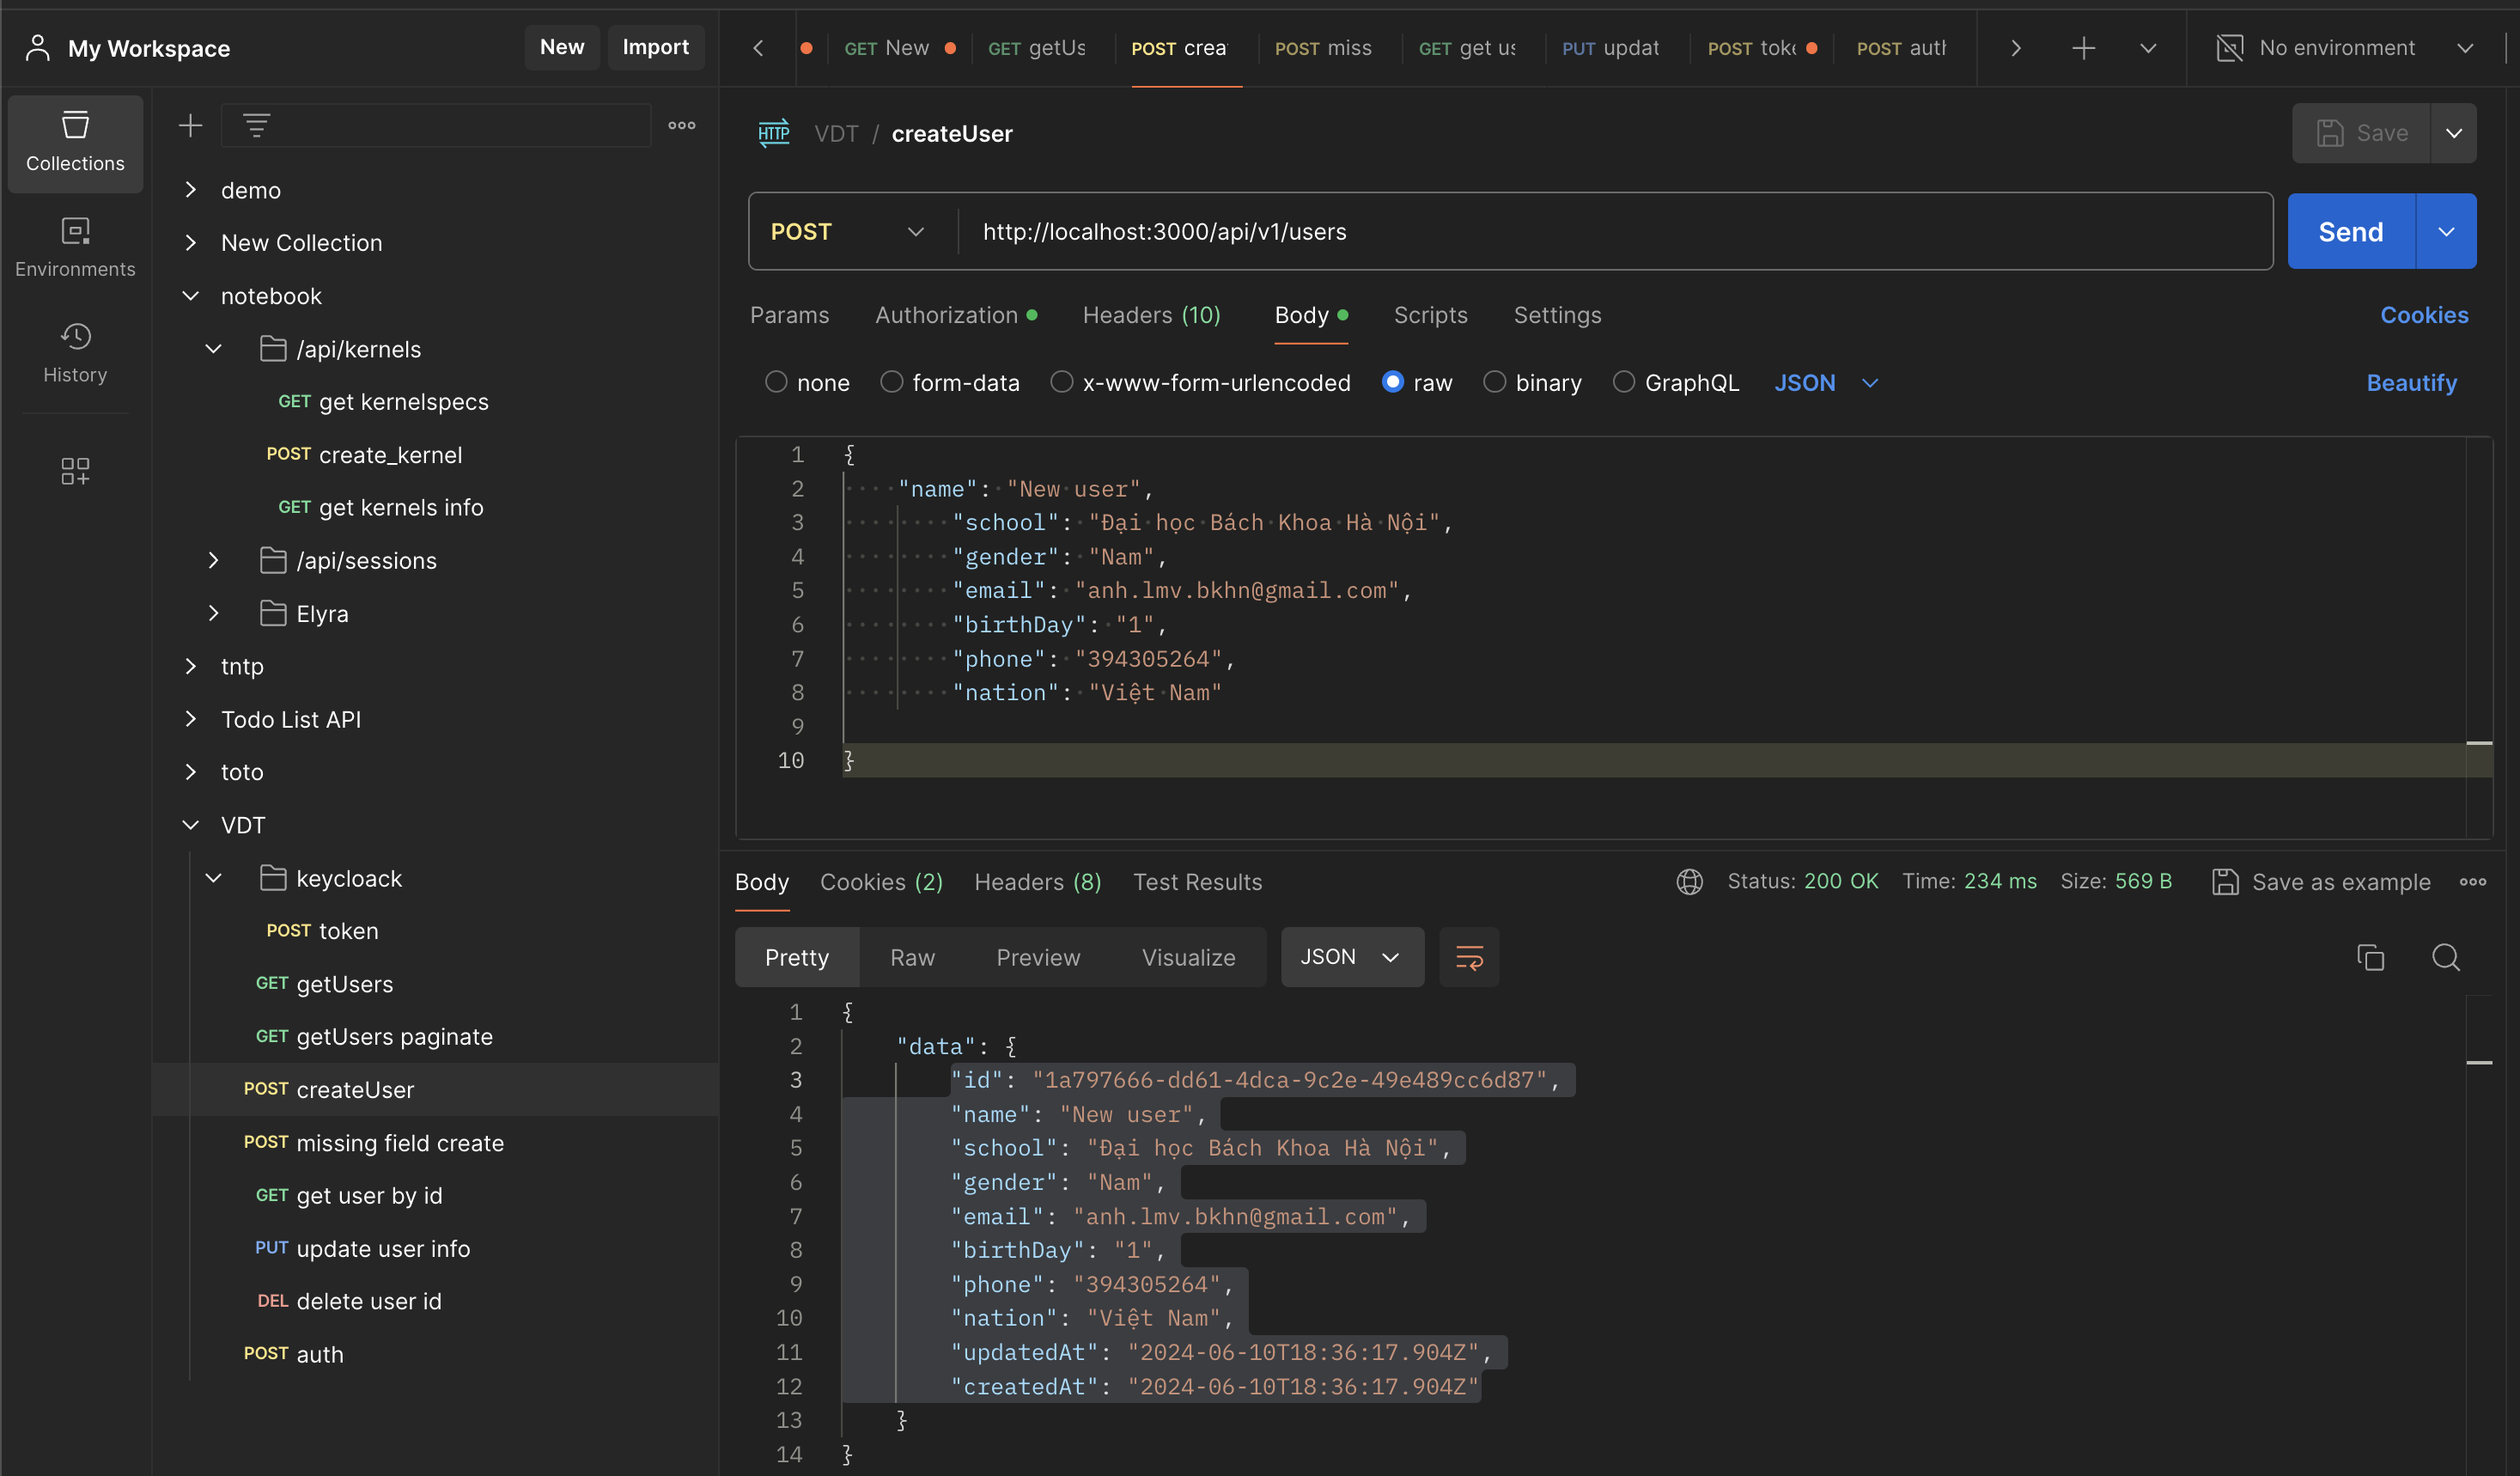 My Workspace
New
Import
GET New
GET getUs
POST crea
POST miss
GET get us
PUT updat
POST toke
POST auth
No environment
Collections
Environments
History
demo
New Collection
notebook
/api/kernels
GET get kernelspecs
POST create_kernel
GET get kernels info
/api/sessions
Elyra
tntp
Todo List API
toto
VDT
keycloack
POST token
GET getUsers
GET getUsers paginate
POST createUser
POST missing field create
GET get user by id
PUT update user info
DEL delete user id
POST auth
HTTP VDT / createUser
Save
POST http://localhost:3000/api/v1/users
Send
Params Authorization Headers (10) Body Scripts Settings Cookies
none form-data x-www-form-urlencoded raw binary GraphQL JSON Beautify
1 {
2 "name": "New user",
3 "school": "Đại học Bách Khoa Hà Nội",
4 "gender": "Nam",
5 "email": "anh.lmv.bkhn@gmail.com",
6 "birthDay": "1",
7 "phone": "394305264",
8 "nation": "Việt Nam"
9
10 }
Body Cookies (2) Headers (8) Test Results Status: 200 OK Time: 234 ms Size: 569 B Save as example
Pretty Raw Preview Visualize JSON
1 {
2 "data": {
3 "id": "1a797666-dd61-4dca-9c2e-49e489cc6d87",
4 "name": "New user",
5 "school": "Đại học Bách Khoa Hà Nội",
6 "gender": "Nam",
7 "email": "anh.lmv.bkhn@gmail.com",
8 "birthDay": "1",
9 "phone": "394305264",
10 "nation": "Việt Nam",
11 "updatedAt": "2024-06-10T18:36:17.904Z",
12 "createdAt": "2024-06-10T18:36:17.904Z"
13 }
14 }